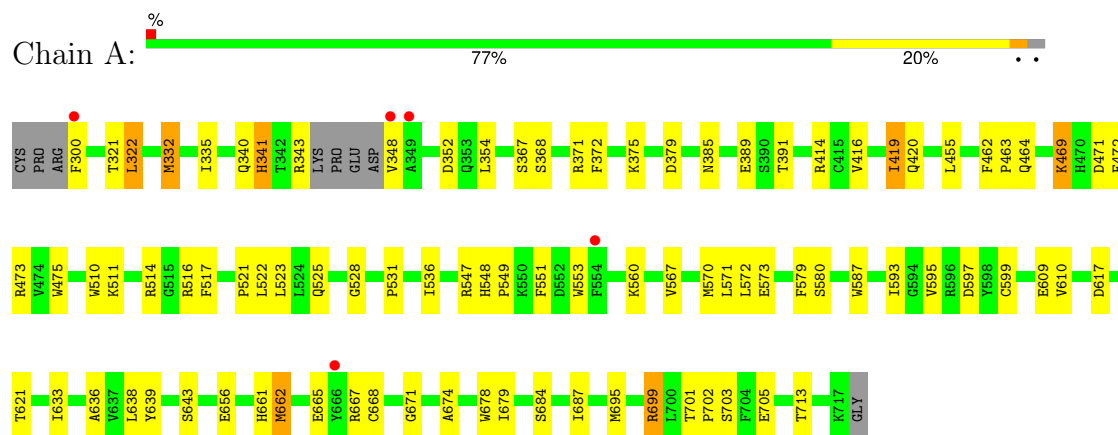 %
Chain A:
77% 20% . .
CYS PRO ARG F300 T321 L322 M332 I335 Q340 H341 T342 R343 LYS PRO GLU ASP V348 A349 D352 Q353 L354 S367 S368 R371 F372 K375 D379 N385 E389 S390 T391 R414 C415 V416 I419 Q420 L455 F462 P463 Q464 K469 H470 D471
R473 V474 W475 W510 K511 R514 G515 R516 F517 P521 L522 L523 L524 Q525 G528 P531 I536 R547 H548 P549 K550 F551 D552 W553 F554 K560 V567 M570 L571 L572 E573 F579 S580 W587 I593 G594 V595 R596 D597 Y598 C599 E609 V610 D617
T621 I633 A636 V637 L638 Y639 S643 E656 H661 M662 E665 Y666 R667 C668 G671 A674 W678 I679 S684 I687 M695 R699 L700 T701 P702 S703 F704 E705 T713 K717 GLY